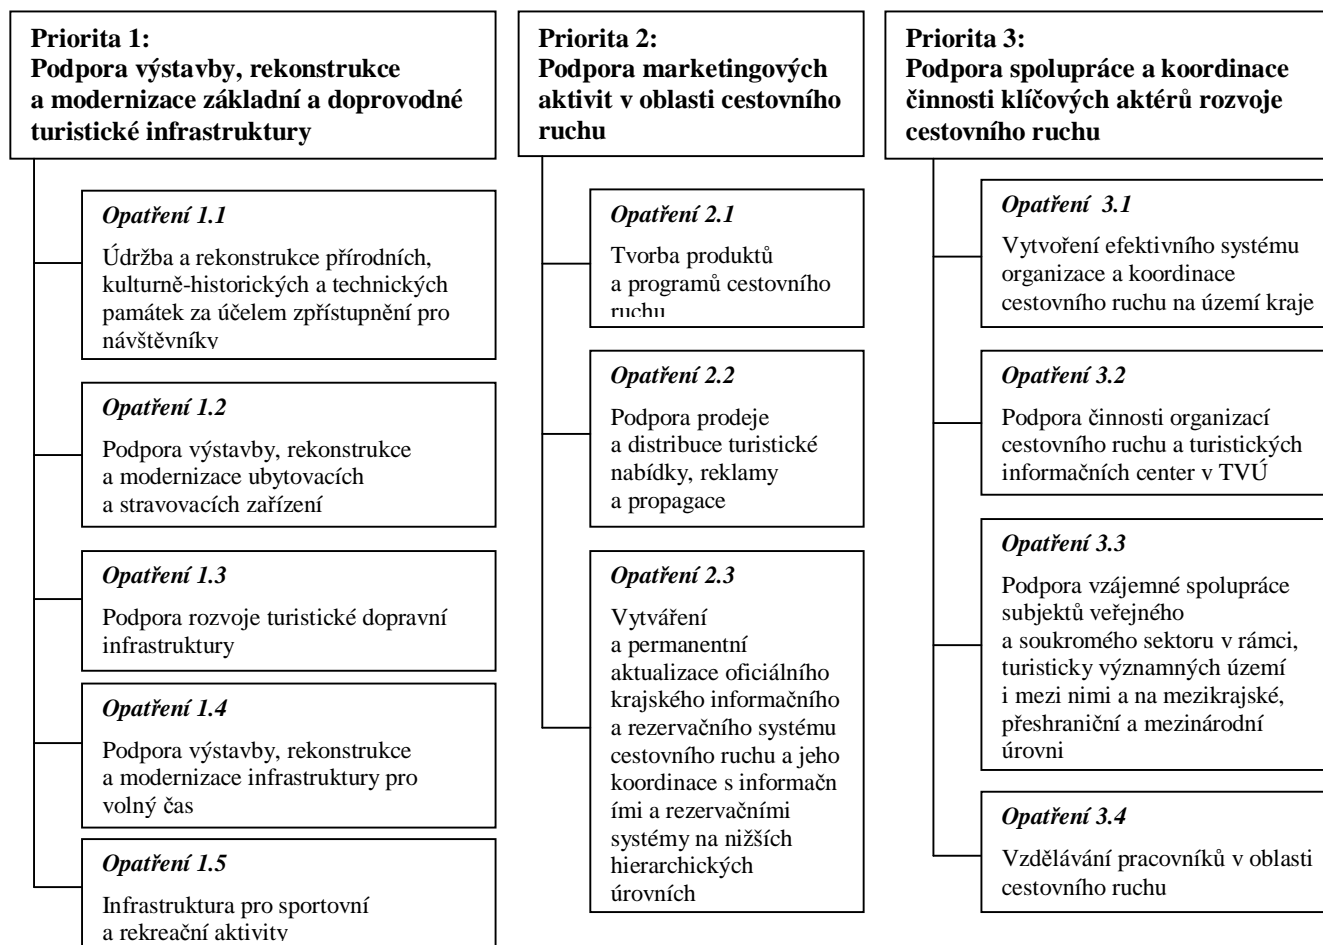 Priorita 1:
Podpora výstavby, rekonstrukce
a modernizace základní a doprovodné
turistické infrastruktury
Opatření 1.1
Údržba a rekonstrukce přírodních,
kulturně-historických a technických
památek za účelem zpřístupnění pro
návštěvníky
Opatření 1.2
Podpora výstavby, rekonstrukce
a modernizace ubytovacích
a stravovacích zařízení
Opatření 1.3
Podpora rozvoje turistické dopravní
infrastruktury
Opatření 1.4
Podpora výstavby, rekonstrukce
a modernizace infrastruktury pro
volný čas
Opatření 1.5
Infrastruktura pro sportovní
a rekreační aktivity
Priorita 2:
Podpora marketingových
aktivit v oblasti cestovního
ruchu
Opatření 2.1
Tvorba produktů
a programů cestovního
ruchu
Opatření 2.2
Podpora prodeje
a distribuce turistické
nabídky, reklamy
a propagace
Opatření 2.3
Vytváření
a permanentní
aktualizace oficiálního
krajského informačního
a rezervačního systému
cestovního ruchu a jeho
koordinace s informačn
ími a rezervačními
systémy na nižších
hierarchických
úrovních
Priorita 3:
Podpora spolupráce a koordinace
činnosti klíčových aktérů rozvoje
cestovního ruchu
Opatření 3.1
Vytvoření efektivního systému
organizace a koordinace
cestovního ruchu na území kraje
Opatření 3.2
Podpora činnosti organizací
cestovního ruchu a turistických
informačních center v TVÚ
Opatření 3.3
Podpora vzájemné spolupráce
subjektů veřejného
a soukromého sektoru v rámci,
turisticky významných území
i mezi nimi a na mezikrajské,
přeshraniční a mezinárodní
úrovni
Opatření 3.4
Vzdělávání pracovníků v oblasti
cestovního ruchu